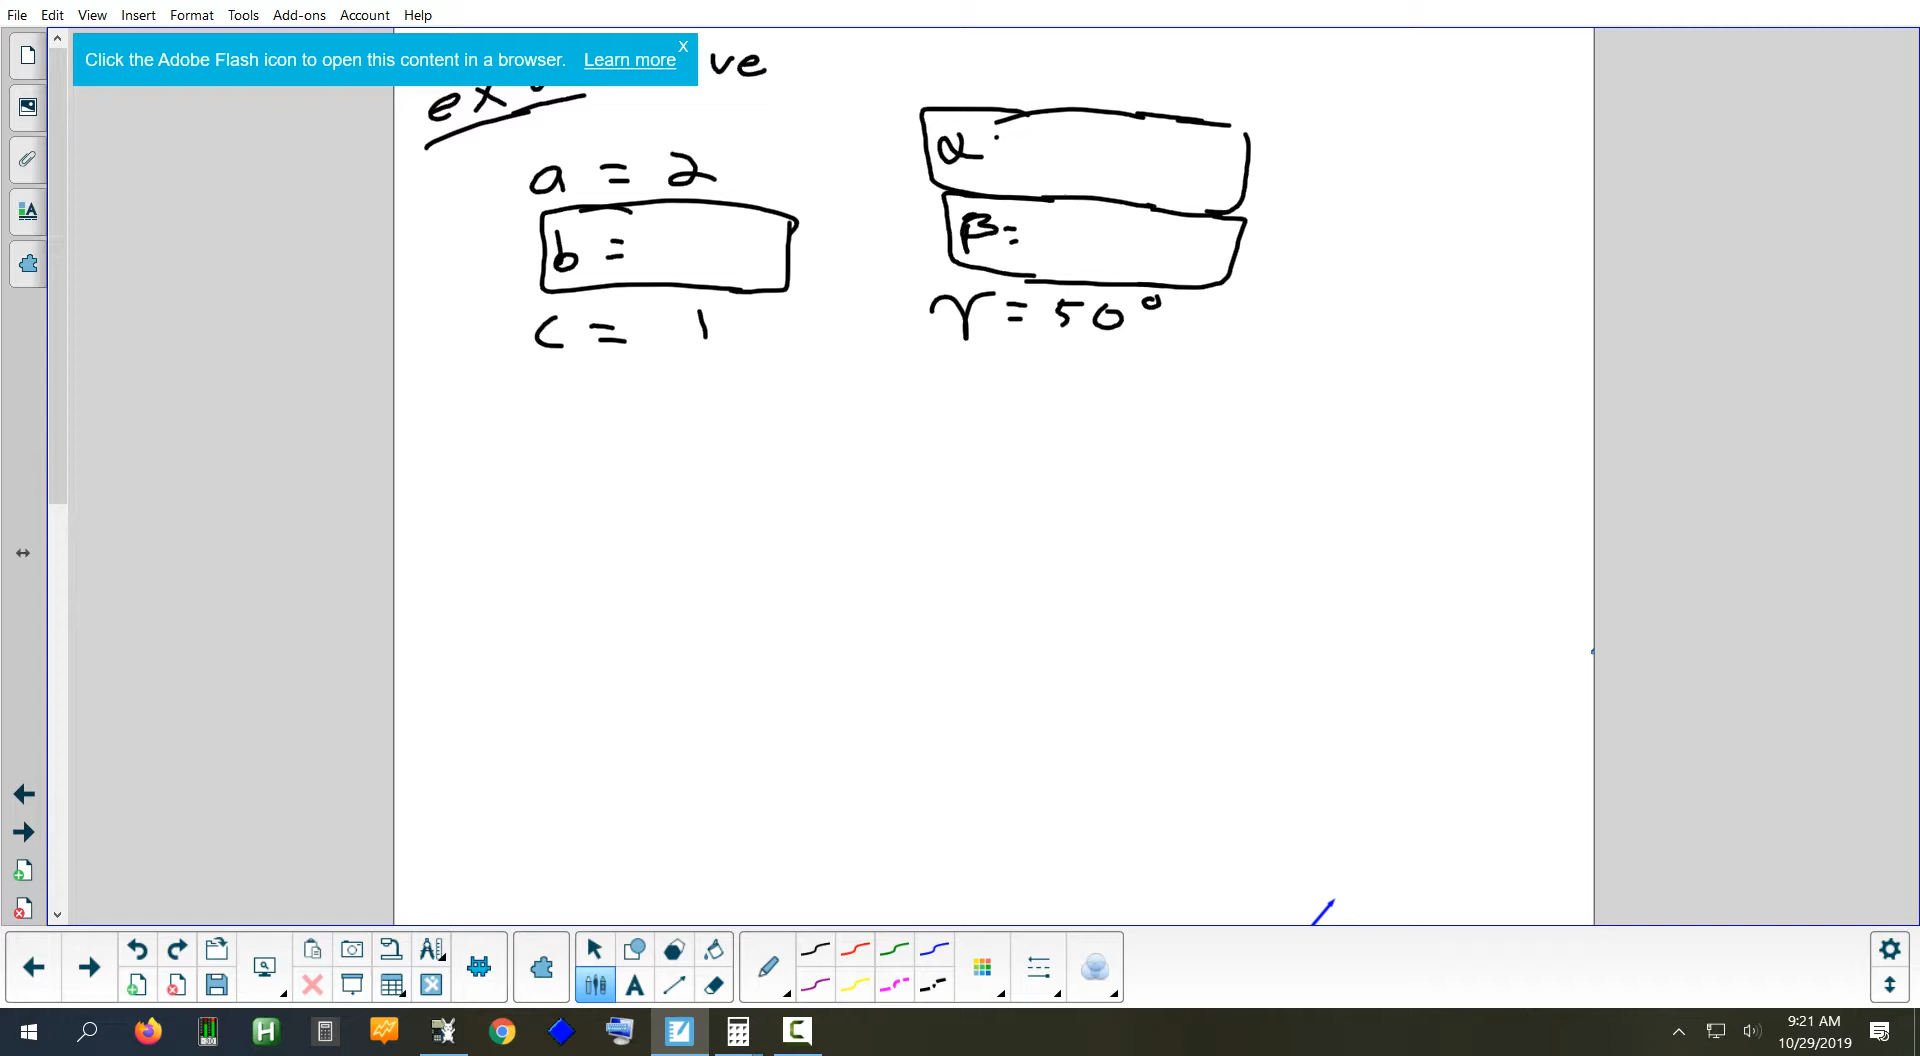 File Edit View Insert Format Tools Add-ons Account Help
Click the Adobe Flash icon to open this content in a browser. Learn more X
ve
ex
a = 2
b =
c = 1
α
β =
γ = 50°
A
9:21 AM
10/29/2019